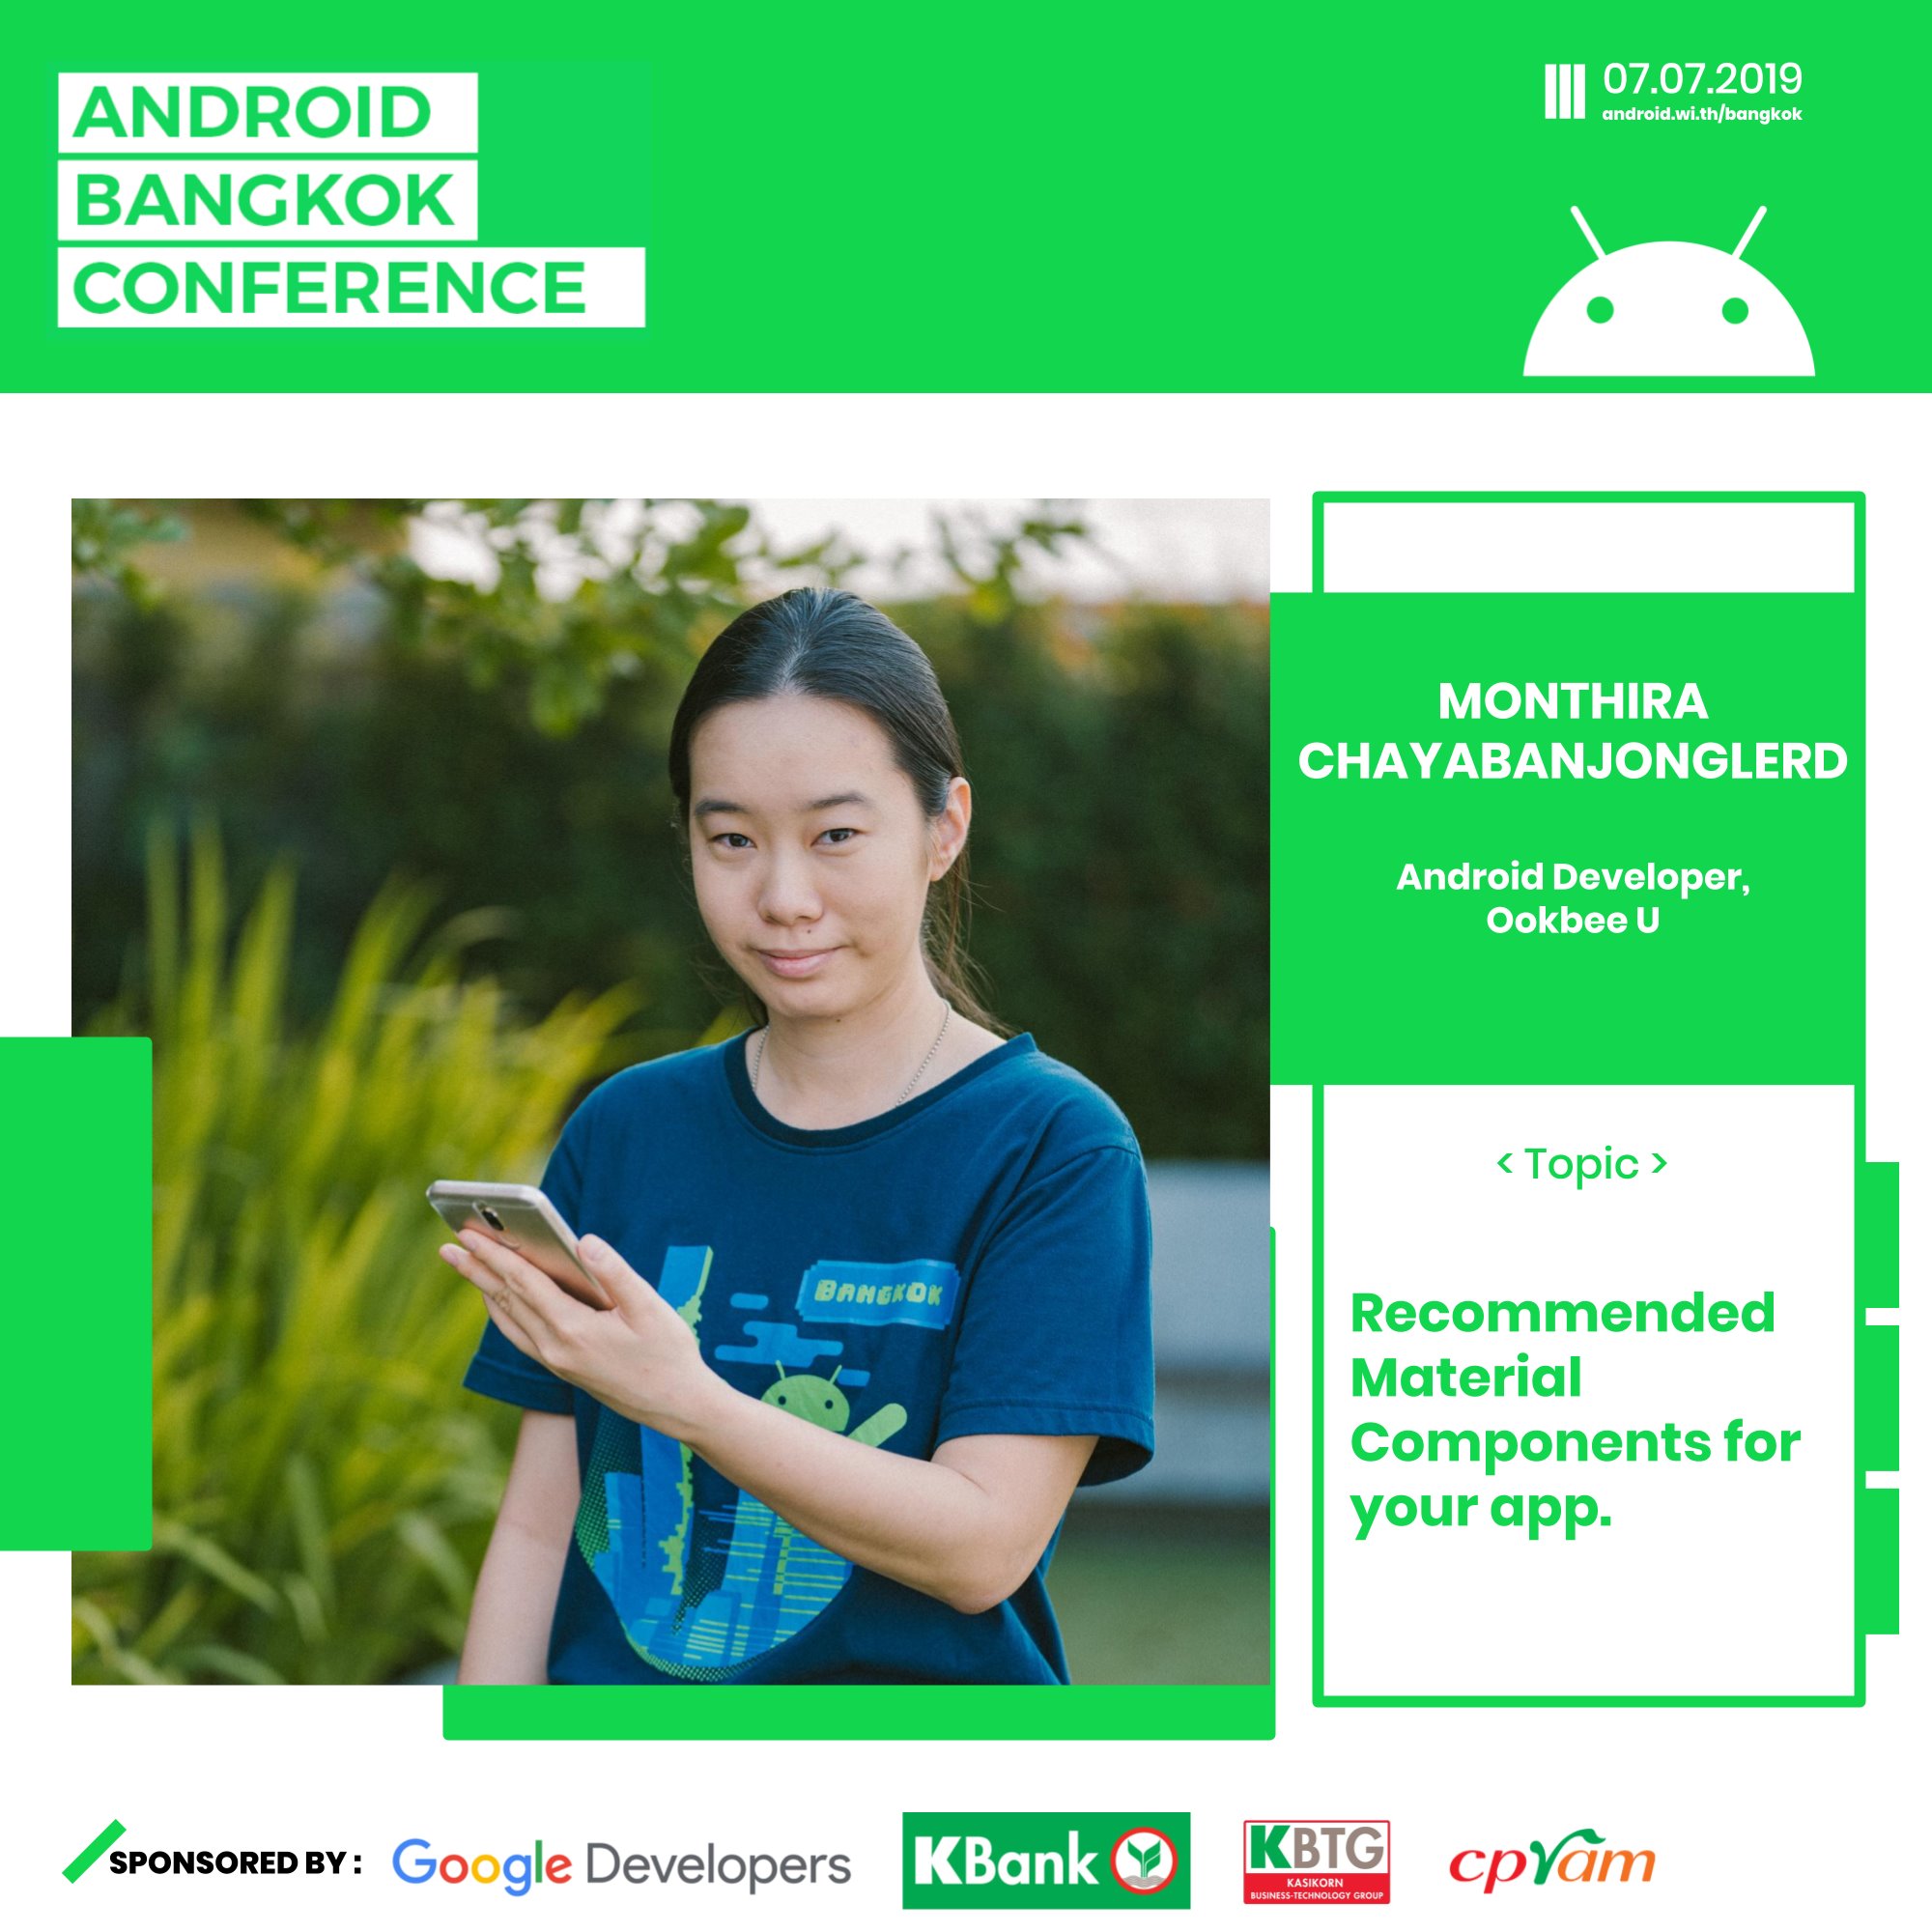 ANDROID
BANGKOK
CONFERENCE
07.07.2019
android.wi.th/bangkok
MONTHIRA
CHAYABANJONGLERD
Android Developer,
Ookbee U
< Topic >
Recommended
Material
Components for
your app.
BANGKOK
SPONSORED BY :
Google Developers
KBank
KBTG
KASIKORN
BUSINESS-TECHNOLOGY GROUP
cpram